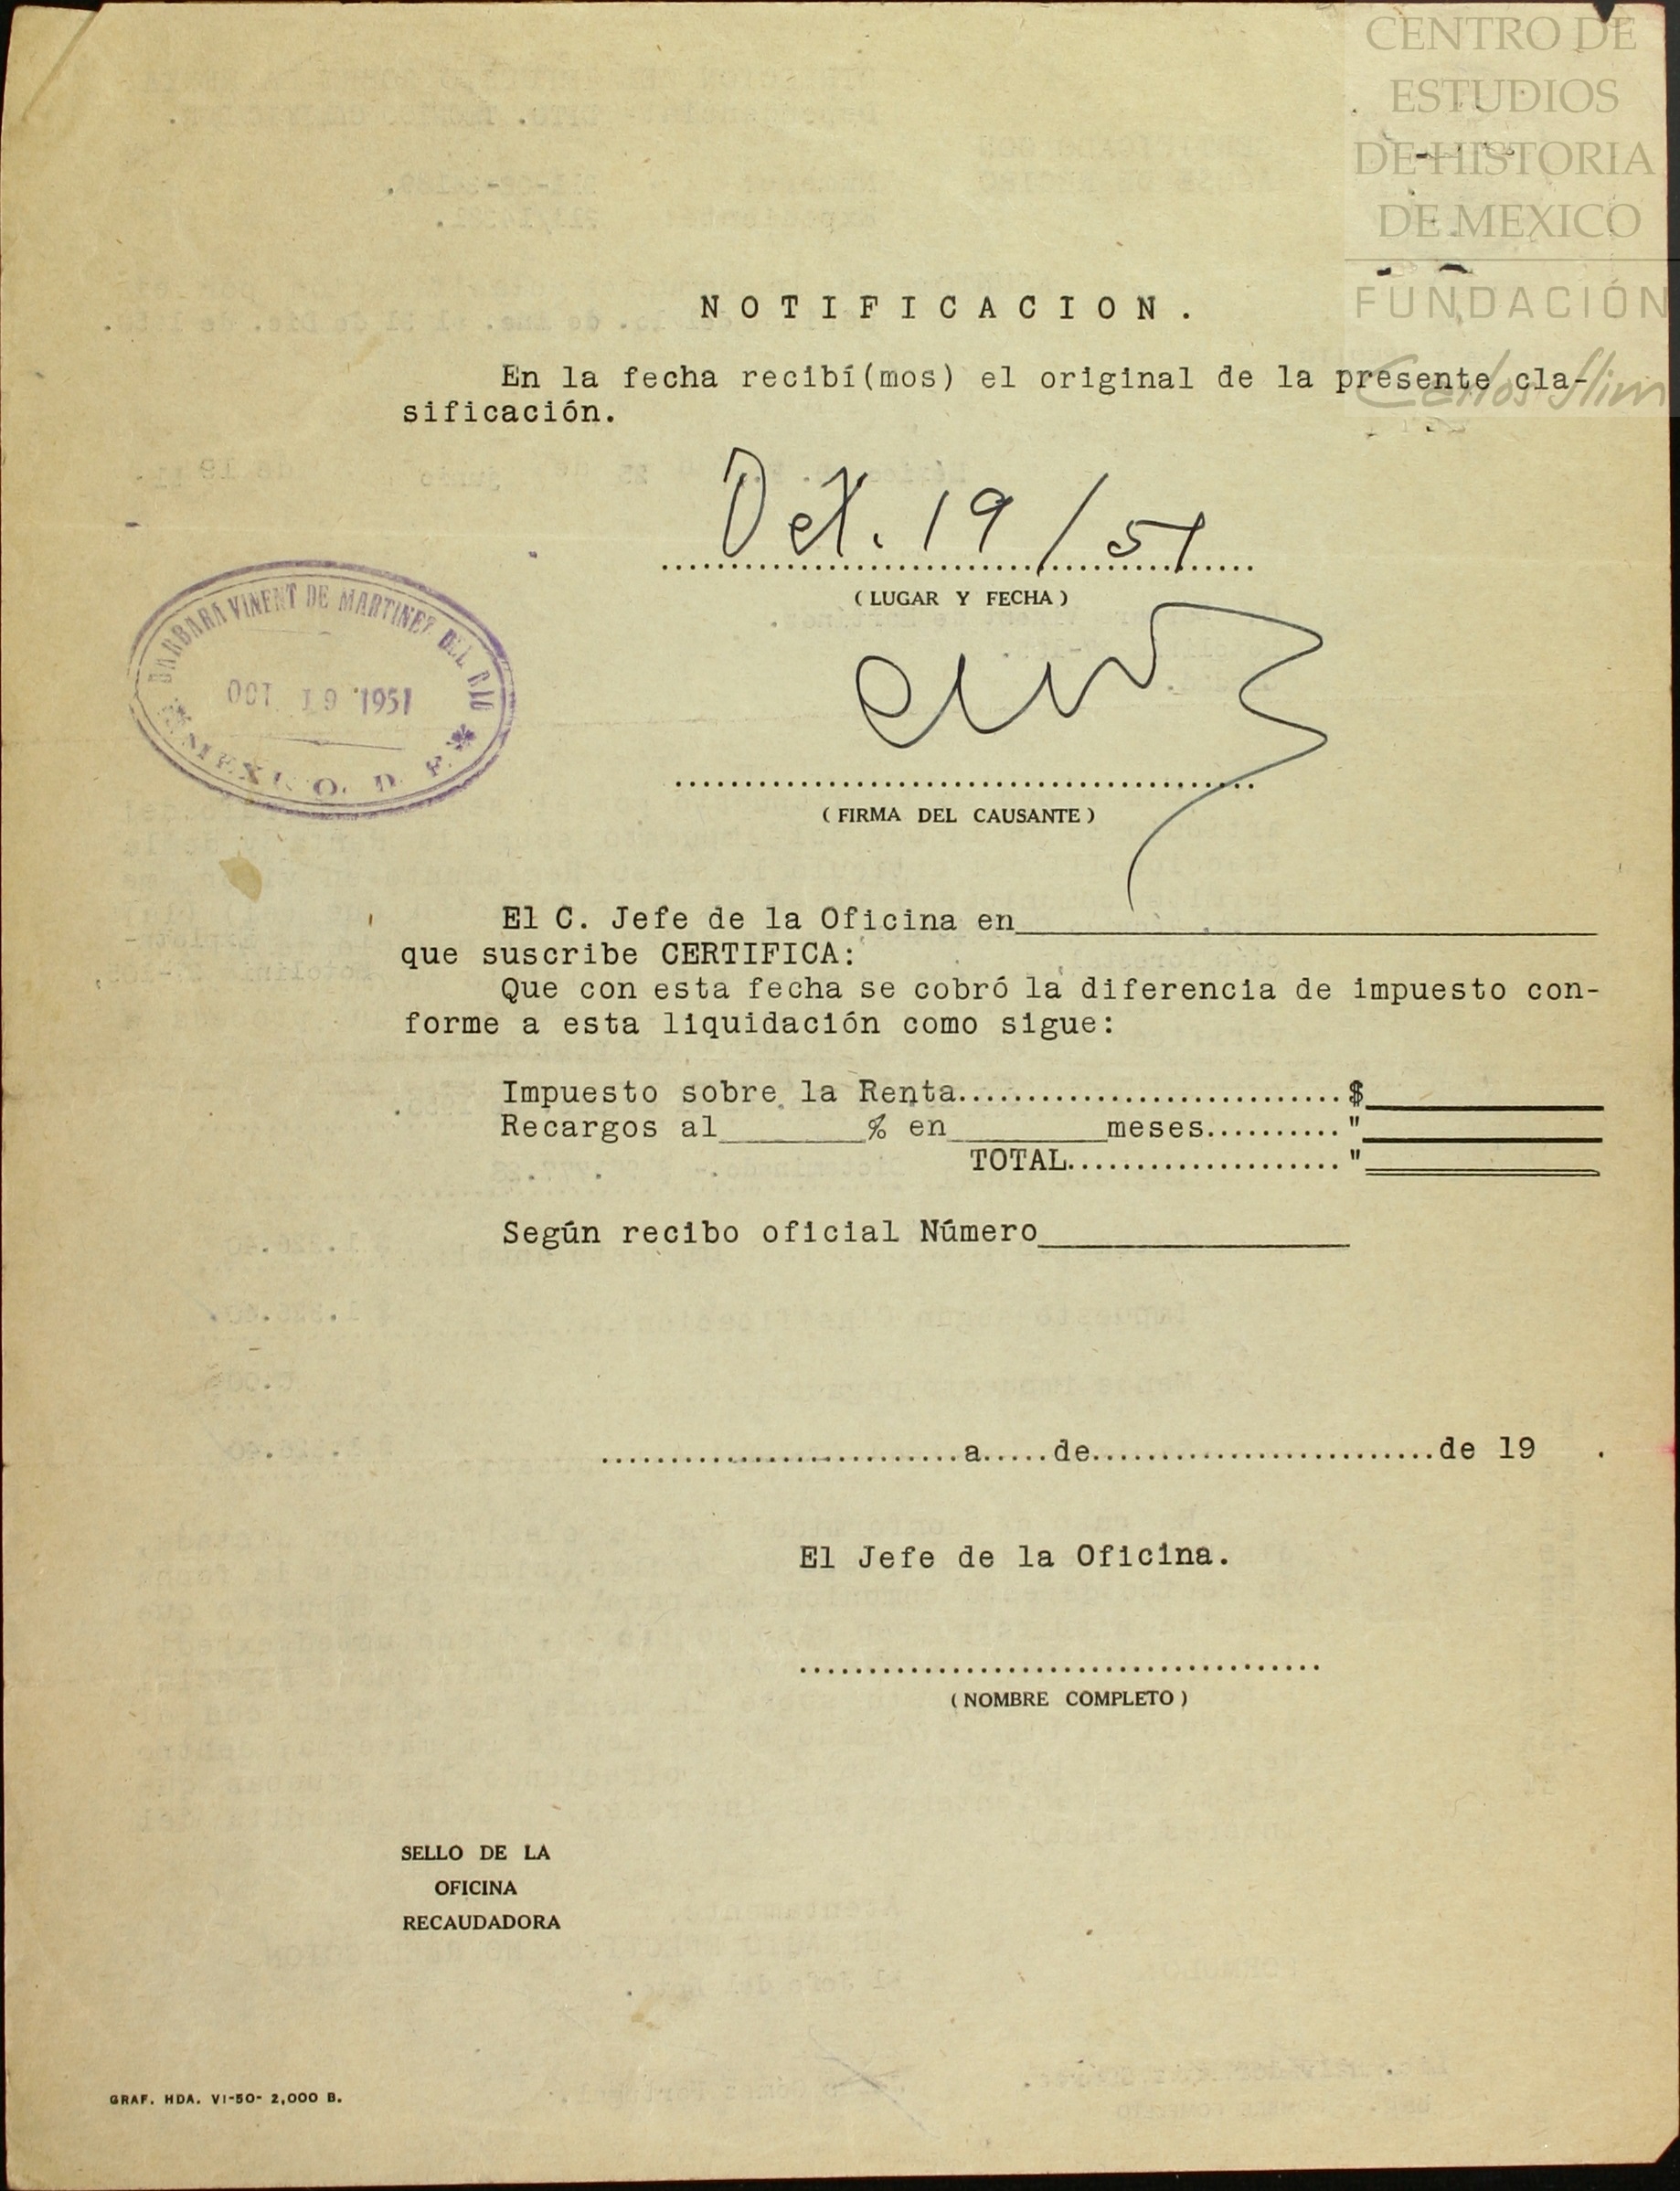 CENTRO DE
ESTUDIOS
DE HISTORIA
DE MEXICO
FUNDACIÓN
Carlos Slim
NOTIFICACION.
En la fecha recibí(mos) el original de la presente cla-
sificación.
Oct. 19/51
(LUGAR Y FECHA)
BARBARA VINENT DE MARTINEZ DEL RIO
OCT 19 1951
MEXICO, D. F.
(FIRMA DEL CAUSANTE)
El C. Jefe de la Oficina en
que suscribe CERTIFICA:
Que con esta fecha se cobró la diferencia de impuesto con-
forme a esta liquidación como sigue:
Impuesto sobre la Renta............................$
Recargos al % en meses.........."
TOTAL...................."
Según recibo oficial Número
..........................a.....de.........................de 19 .
El Jefe de la Oficina.
(NOMBRE COMPLETO)
SELLO DE LA
OFICINA
RECAUDADORA
GRAF. HDA. VI-50- 2,000 B.